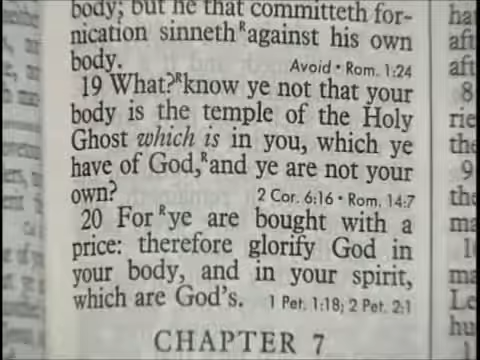 body; but he that committeth for-
nication sinneth ᴿagainst his own
body. Avoid • Rom. 1:24
19 What?ᴿknow ye not that your
body is the temple of the Holy
Ghost which is in you, which ye
have of God,ᴿand ye are not your
own? 2 Cor. 6:16 • Rom. 14:7
20 For ᴿye are bought with a
price: therefore glorify God in
your body, and in your spirit,
which are God's. 1 Pet. 1:18; 2 Pet. 2:1
CHAPTER 7